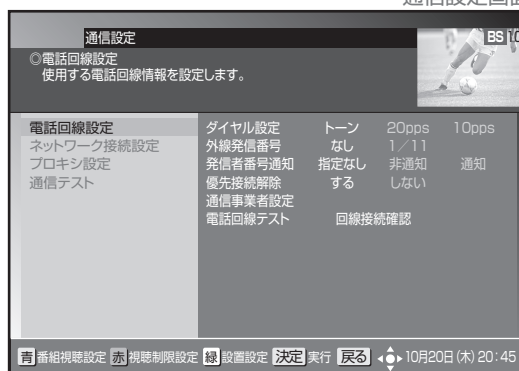 通信設定
BS 10
◎電話回線設定
使用する電話回線情報を設定します。
電話回線設定
ネットワーク接続設定
プロキシ設定
通信テスト
ダイヤル設定 トーン 20pps 10pps
外線発信番号 なし 1／11
発信者番号通知 指定なし 非通知 通知
優先接続解除 する しない
通信事業者設定
電話回線テスト 回線接続確認
青 番組視聴設定 赤 視聴制限設定 緑 設置設定 決定 実行 戻る 10月20日(木) 20:45